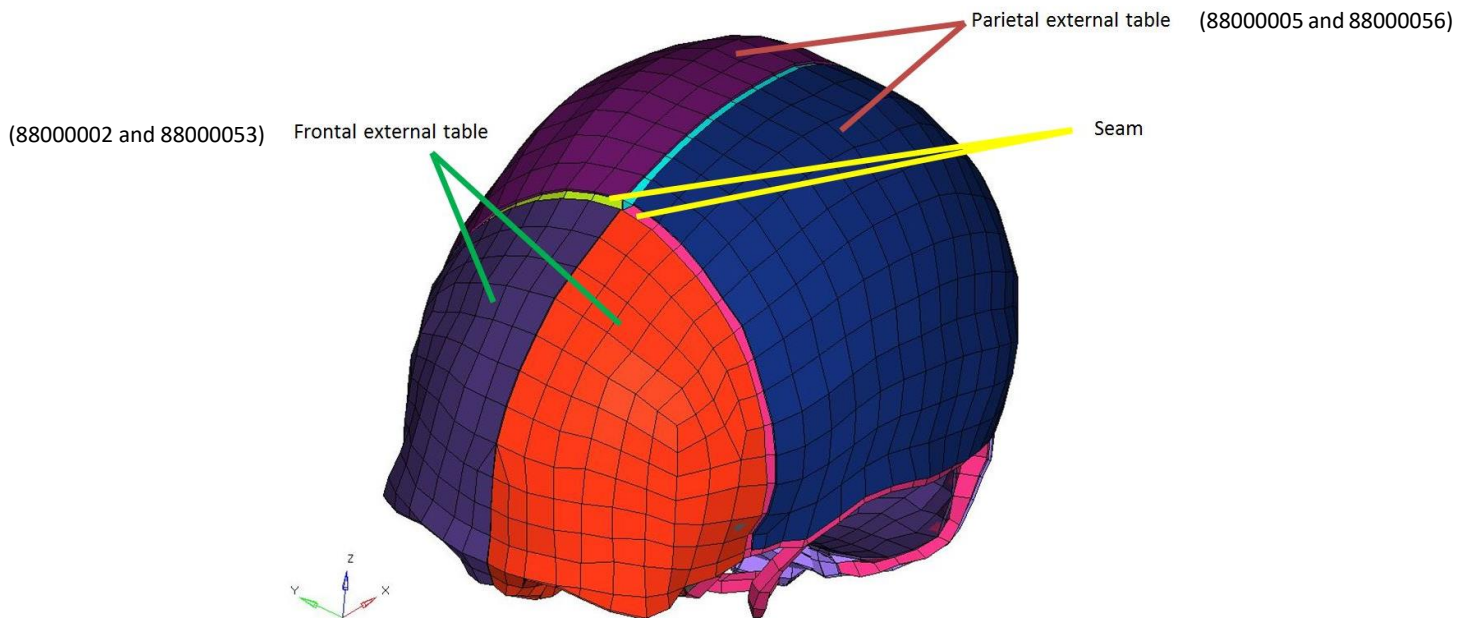 Parietal external table (88000005 and 88000056)
(88000002 and 88000053) Frontal external table
Seam
Z
Y X